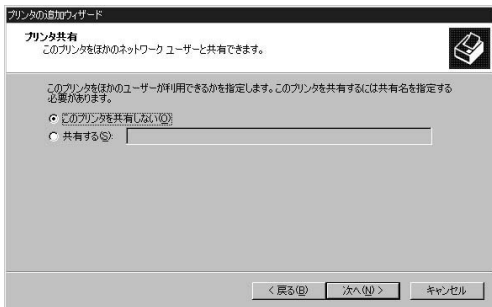 プリンタの追加ウィザード
プリンタ共有
このプリンタをほかのネットワーク ユーザーと共有できます。
このプリンタをほかのユーザーが利用できるかを指定します。このプリンタを共有するには共有名を指定する
必要があります。
このプリンタを共有しない(O)
共有する(S):
< 戻る(B)
次へ(N) >
キャンセル